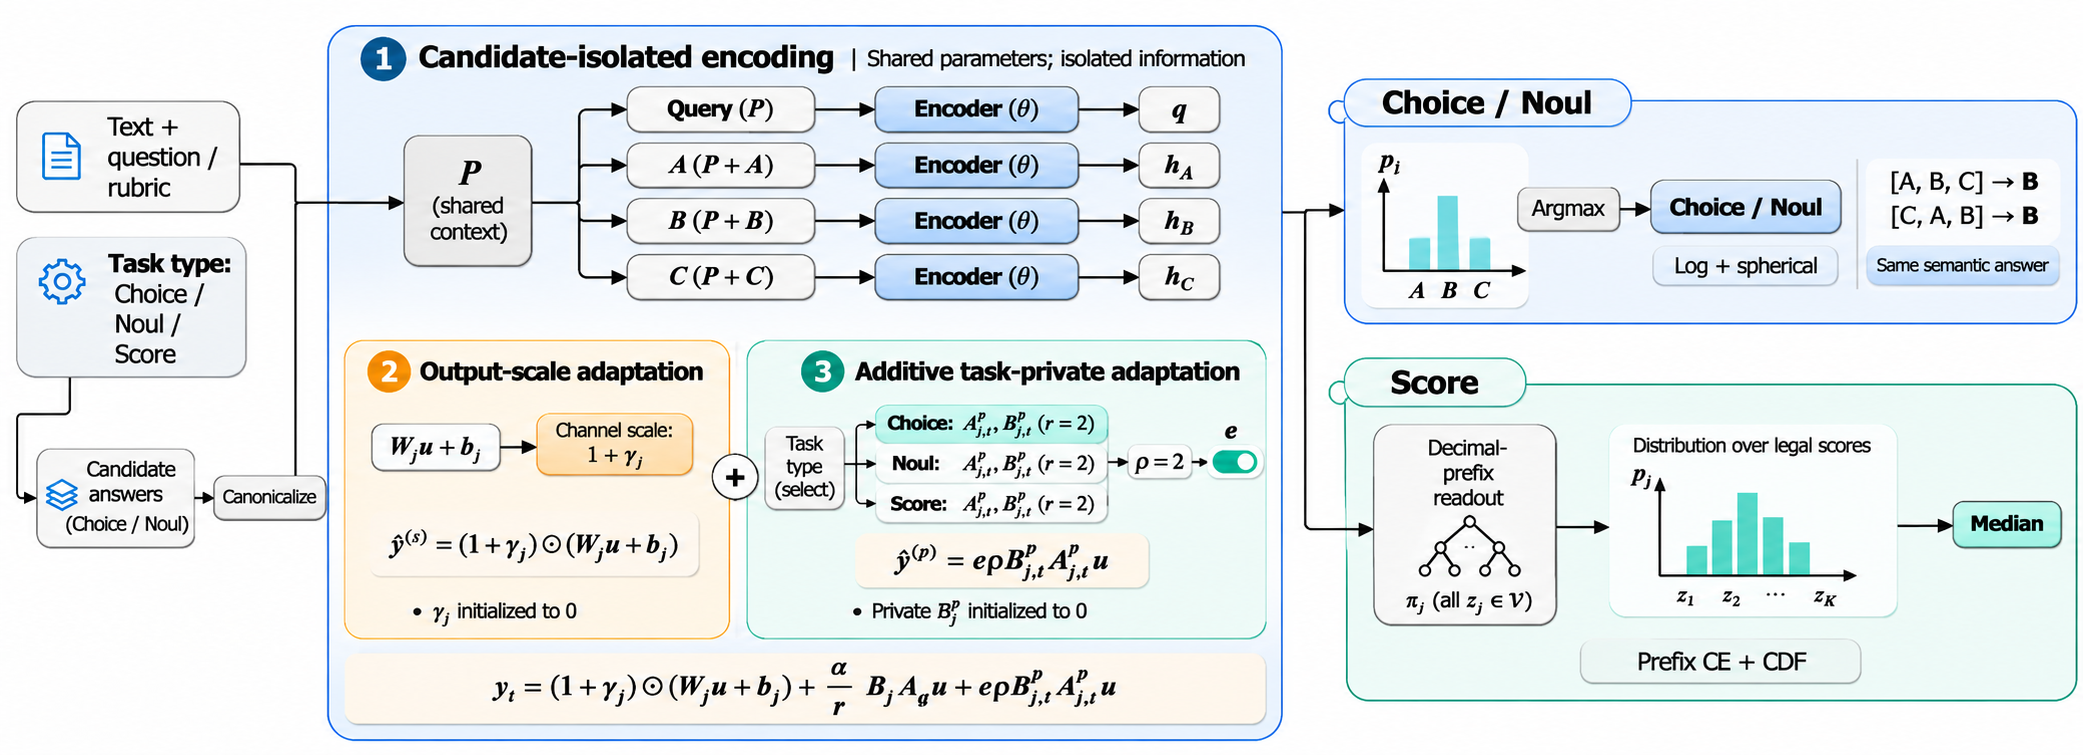 Text +
question /
rubric
Task type:
Choice /
Noul /
Score
Candidate
answers
(Choice / Noul)
Canonicalize
1 Candidate-isolated encoding | Shared parameters; isolated information
P
(shared
context)
Query (P) Encoder (θ) q
A (P + A) Encoder (θ) h_A
B (P + B) Encoder (θ) h_B
C (P + C) Encoder (θ) h_C
2 Output-scale adaptation
W_j u + b_j
Channel scale:
1 + γ_j
ŷ^(s) = (1 + γ_j) ⊙ (W_j u + b_j)
• γ_j initialized to 0
+
3 Additive task-private adaptation
Task
type
(select)
Choice: A^p_{j,t}, B^p_{j,t} (r = 2)
Noul: A^p_{j,t}, B^p_{j,t} (r = 2)
Score: A^p_{j,t}, B^p_{j,t} (r = 2)
ρ = 2
e
ŷ^(p) = eρB^p_{j,t} A^p_{j,t} u
• Private B^p_j initialized to 0
y_t = (1 + γ_j) ⊙ (W_j u + b_j) + α/r B_j A_g u + eρB^p_{j,t} A^p_{j,t} u
Choice / Noul
p_i
A B C
Argmax
Choice / Noul
Log + spherical
[A, B, C] → B
[C, A, B] → B
Same semantic answer
Score
Decimal-
prefix
readout
π_j (all z_j ∈ V)
Distribution over legal scores
p_j
z_1 z_2 ··· z_K
Median
Prefix CE + CDF